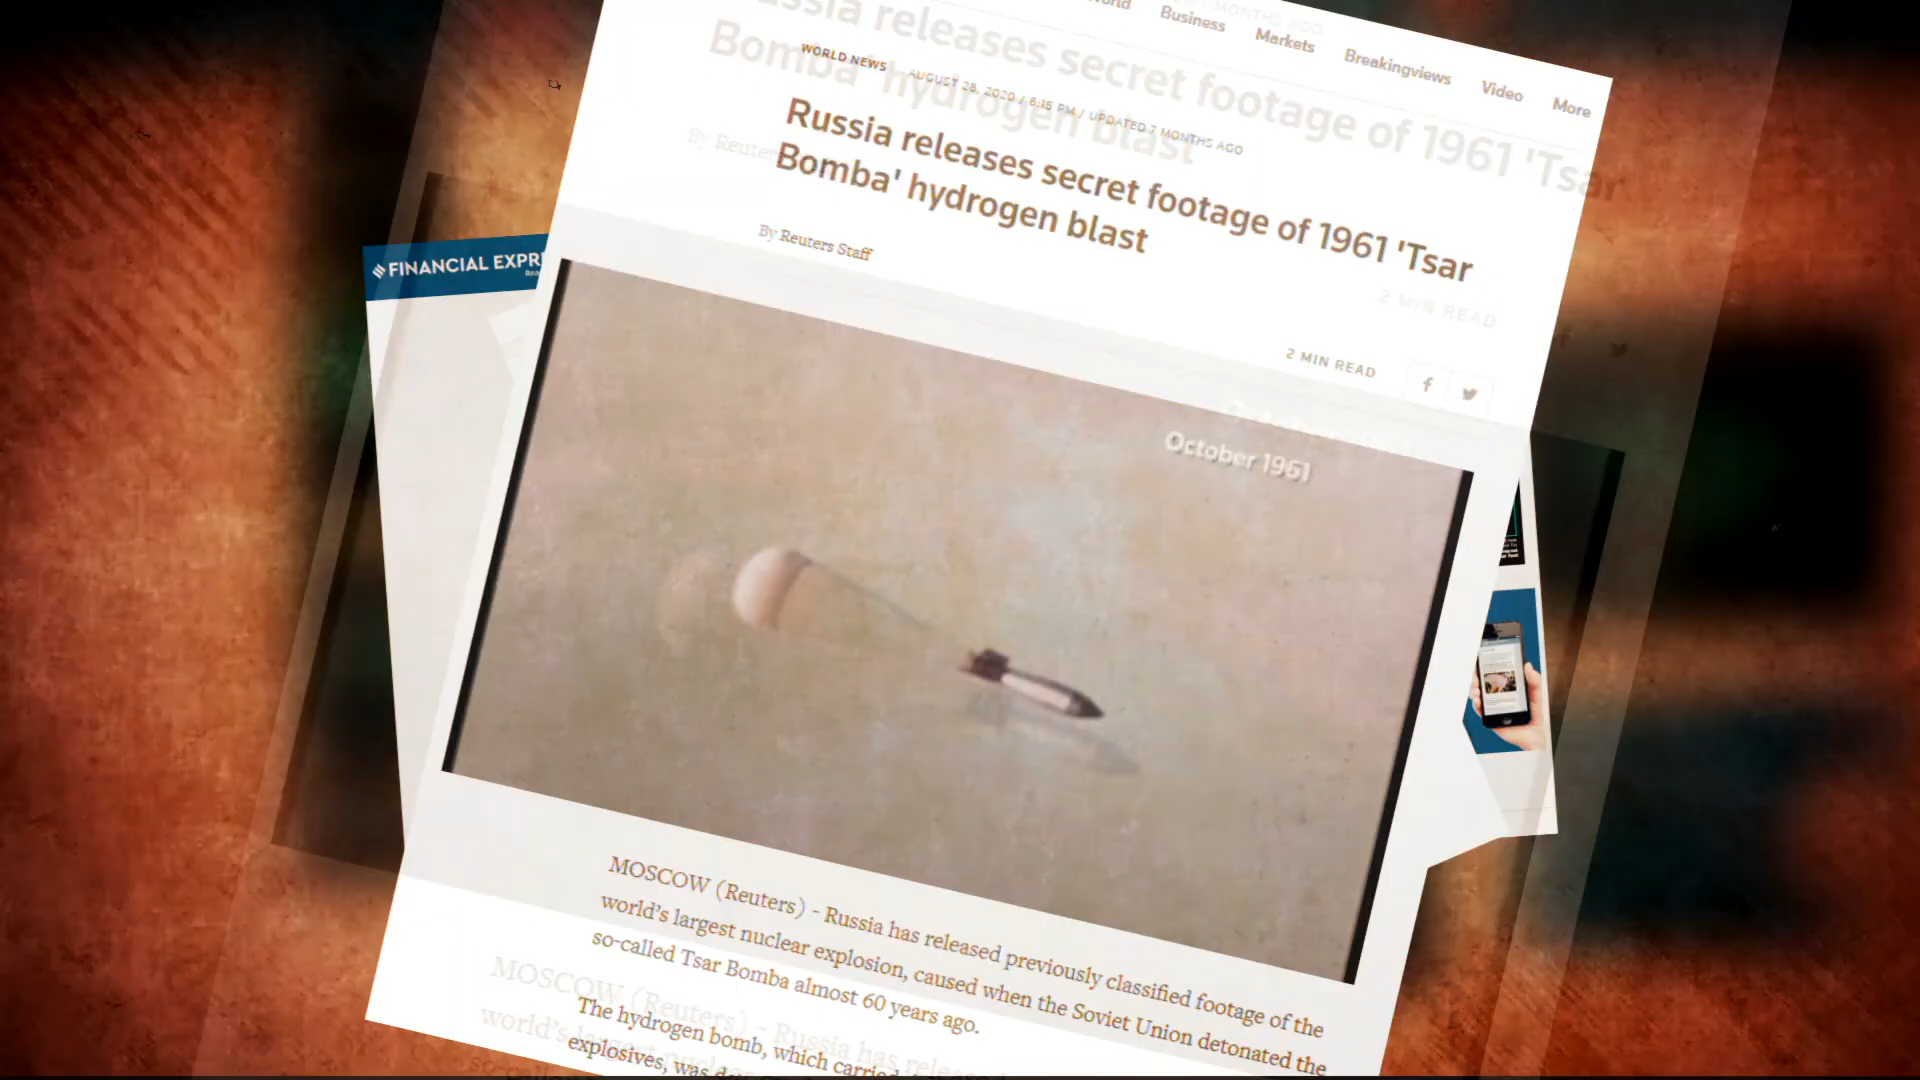 World
Business
Markets
Breakingviews
Video
More
WORLD NEWS
AUGUST 28, 2020 / 6:15 PM / UPDATED 7 MONTHS AGO
Russia releases secret footage of 1961 'Tsar
Bomba' hydrogen blast
By Reuters Staff
2 MIN READ
FINANCIAL EXPR
October 1961
MOSCOW (Reuters) - Russia has released previously classified footage of the
world's largest nuclear explosion, caused when the Soviet Union detonated the
so-called Tsar Bomba almost 60 years ago.
The hydrogen bomb, which carried
explosives, was